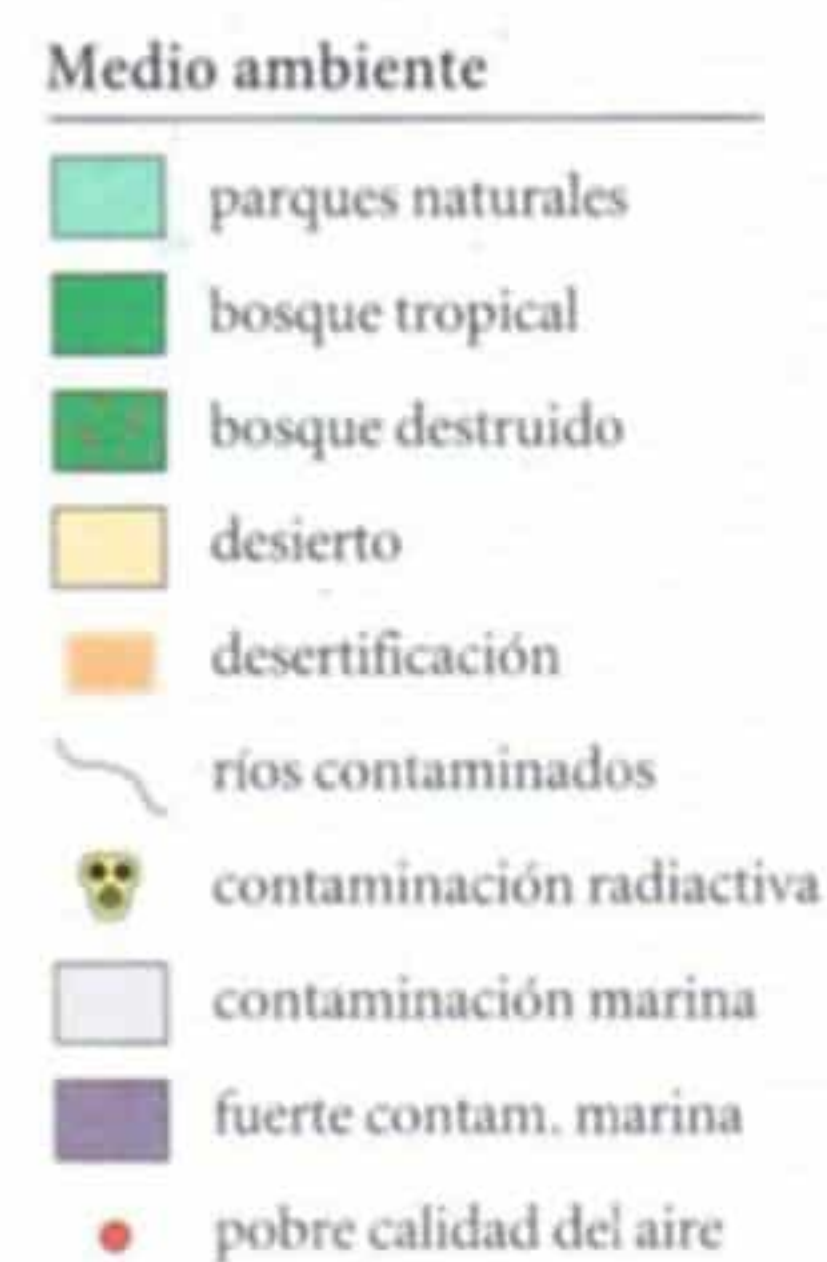 Medio ambiente
parques naturales
bosque tropical
bosque destruido
desierto
desertificación
ríos contaminados
contaminación radiactiva
contaminación marina
fuerte contam. marina
pobre calidad del aire